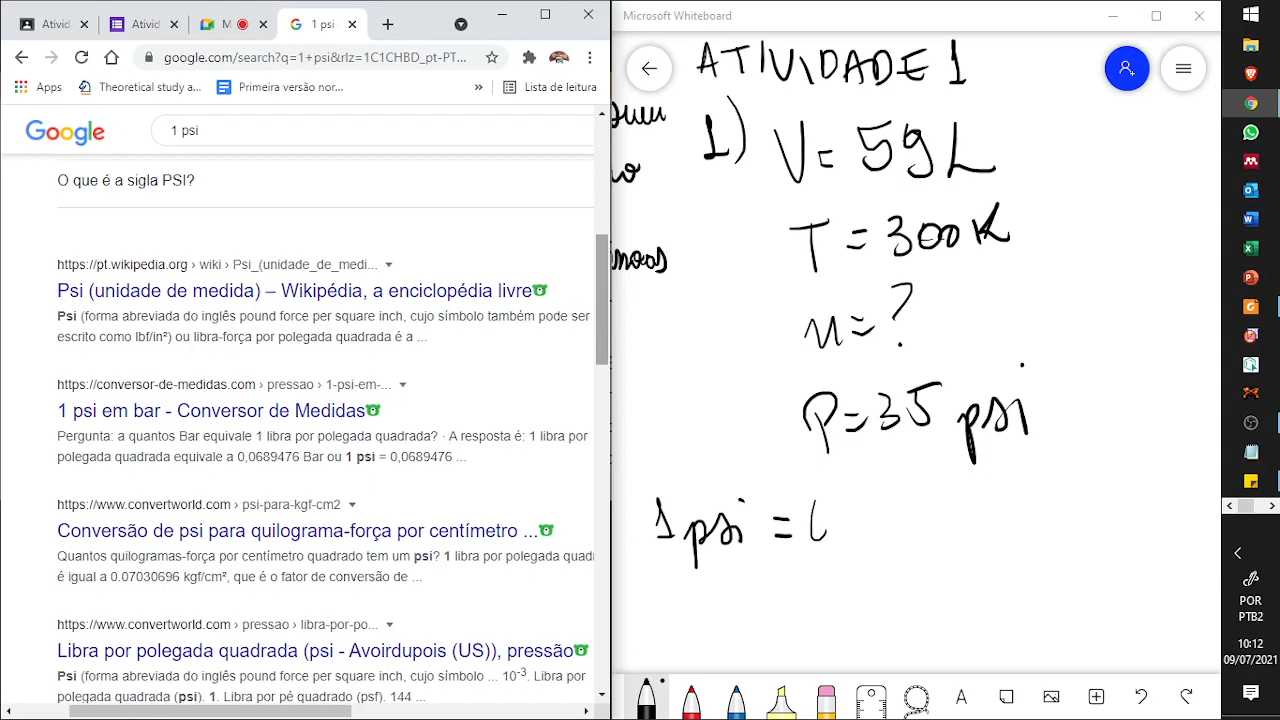 Ativid
Ativid
M
1 psi -
google.com/search?q=1+psi&rlz=1C1CHBD_pt-PT...
Apps
Theoretical study a...
Primeira versão nor...
»
Lista de leitura
Google
1 psi
O que é a sigla PSI?
https://pt.wikipedia.org › wiki › Psi_(unidade_de_medi...
Psi (unidade de medida) – Wikipédia, a enciclopédia livre
Psi (forma abreviada do inglês pound force per square inch, cujo símbolo também pode ser
escrito como lbf/in²) ou libra-força por polegada quadrada é a ...
https://conversor-de-medidas.com › pressao › 1-psi-em-...
1 psi em bar - Conversor de Medidas
Pergunta: a quantos Bar equivale 1 libra por polegada quadrada? · A resposta é: 1 libra por
polegada quadrada equivale a 0,0689476 Bar ou 1 psi = 0,0689476 ...
https://www.convertworld.com › psi-para-kgf-cm2
Conversão de psi para quilograma-força por centímetro ...
Quantos quilogramas-força por centímetro quadrado tem um psi? 1 libra por polegada quadr
é igual a 0.07030696 kgf/cm², que é o fator de conversão de ...
https://www.convertworld.com › pressao › libra-por-po...
Libra por polegada quadrada (psi - Avoirdupois (US)), pressão
Psi (forma abreviada do inglês pound force per square inch, cujo símbolo ... 10⁻³. Libra por
polegada quadrada (psi). 1. Libra por pé quadrado (psf). 144 ...
Microsoft Whiteboard
ATIVIDADE 1
1) V= 59 L
T = 300K
n=?
P=35 psi
1 psi = 
POR
PTB2
10:12
09/07/2021